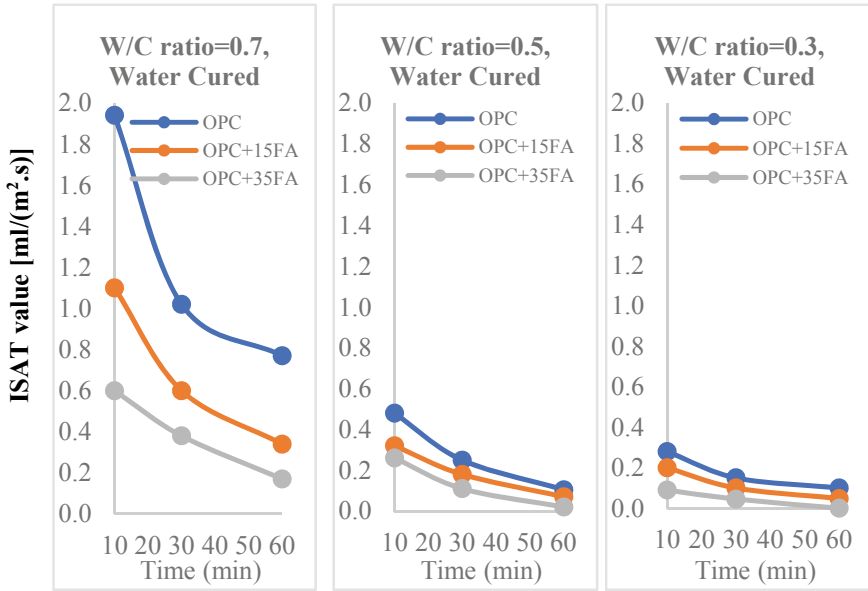 ISAT value [ml/(m².s)]
W/C ratio=0.7,
Water Cured
2.0
1.8
1.6
1.4
1.2
1.0
0.8
0.6
0.4
0.2
0.0
OPC
OPC+15FA
OPC+35FA
10 20 30 40 50 60
Time (min)
W/C ratio=0.5,
Water Cured
2.0
1.8
1.6
1.4
1.2
1.0
0.8
0.6
0.4
0.2
0.0
OPC
OPC+15FA
OPC+35FA
10 20 30 40 50 60
Time (min)
W/C ratio=0.3,
Water Cured
2.0
1.8
1.6
1.4
1.2
1.0
0.8
0.6
0.4
0.2
0.0
OPC
OPC+15FA
OPC+35FA
10 20 30 40 50 60
Time (min)